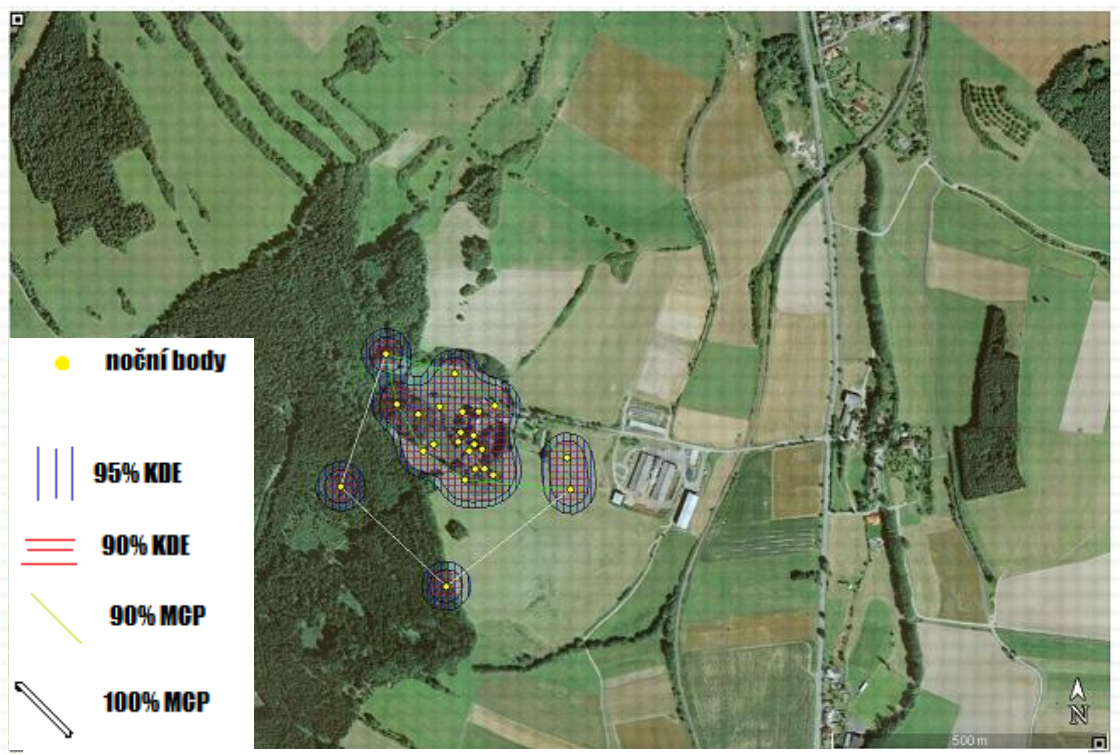 noční body
95% KDE
90% KDE
90% MCP
100% MCP
N
500 m